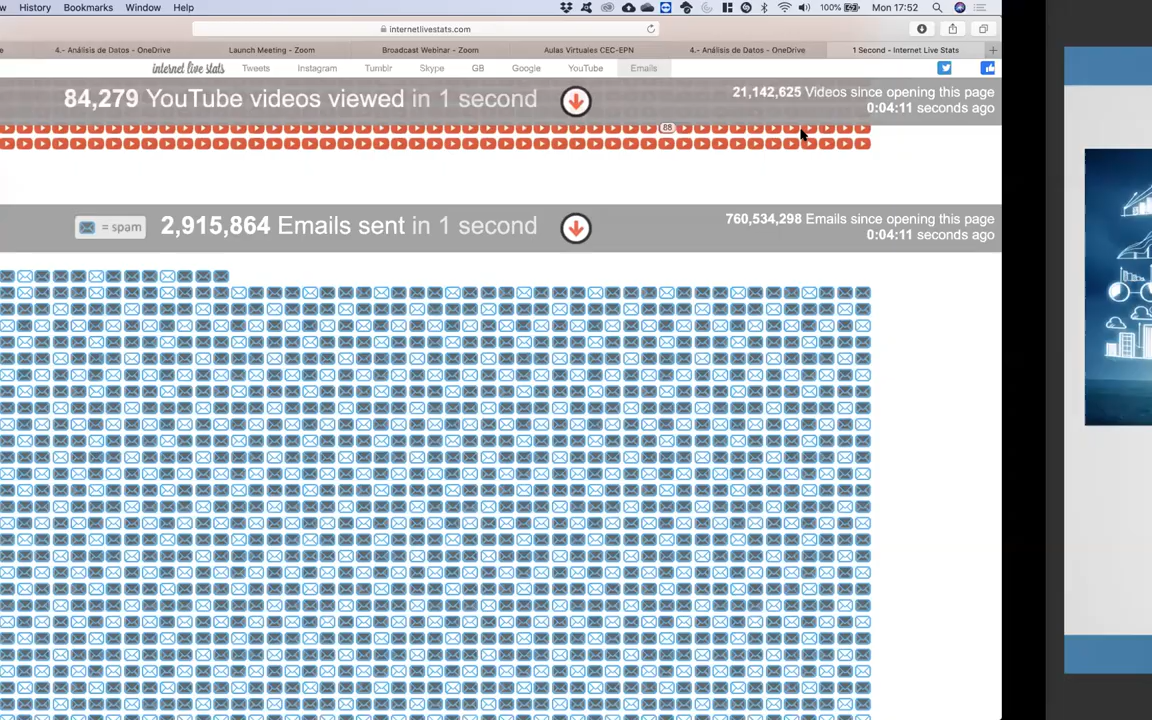 History Bookmarks Window Help 100% Mon 17:52
internetlivestats.com
4.- Análisis de Datos - OneDrive Launch Meeting - Zoom Broadcast Webinar - Zoom Aulas Virtuales CEC-EPN 4.- Análisis de Datos - OneDrive 1 Second - Internet Live Stats
internet live stats Tweets Instagram Tumblr Skype GB Google YouTube Emails
84,279 YouTube videos viewed in 1 second
21,142,625 Videos since opening this page
0:04:11 seconds ago
88
= spam 2,915,864 Emails sent in 1 second
760,534,298 Emails since opening this page
0:04:11 seconds ago